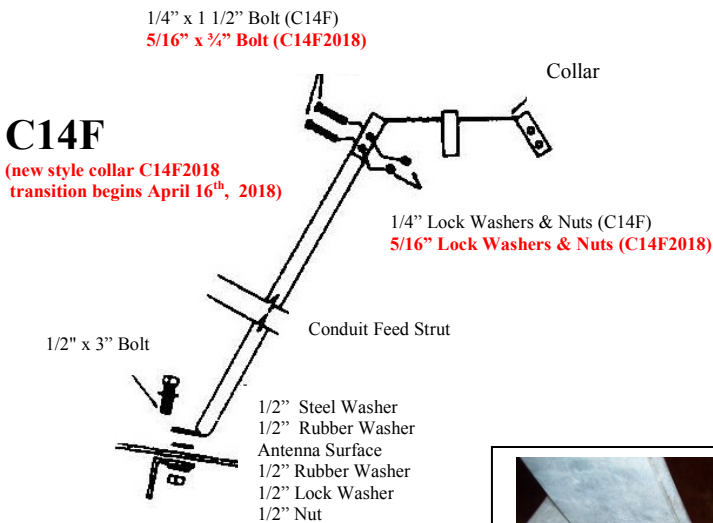 1/4” x 1 1/2” Bolt (C14F)
5/16” x ¾” Bolt (C14F2018)
Collar
C14F
(new style collar C14F2018
transition begins April 16th, 2018)
1/4” Lock Washers & Nuts (C14F)
5/16” Lock Washers & Nuts (C14F2018)
Conduit Feed Strut
1/2" x 3” Bolt
1/2” Steel Washer
1/2” Rubber Washer
Antenna Surface
1/2” Rubber Washer
1/2” Lock Washer
1/2” Nut